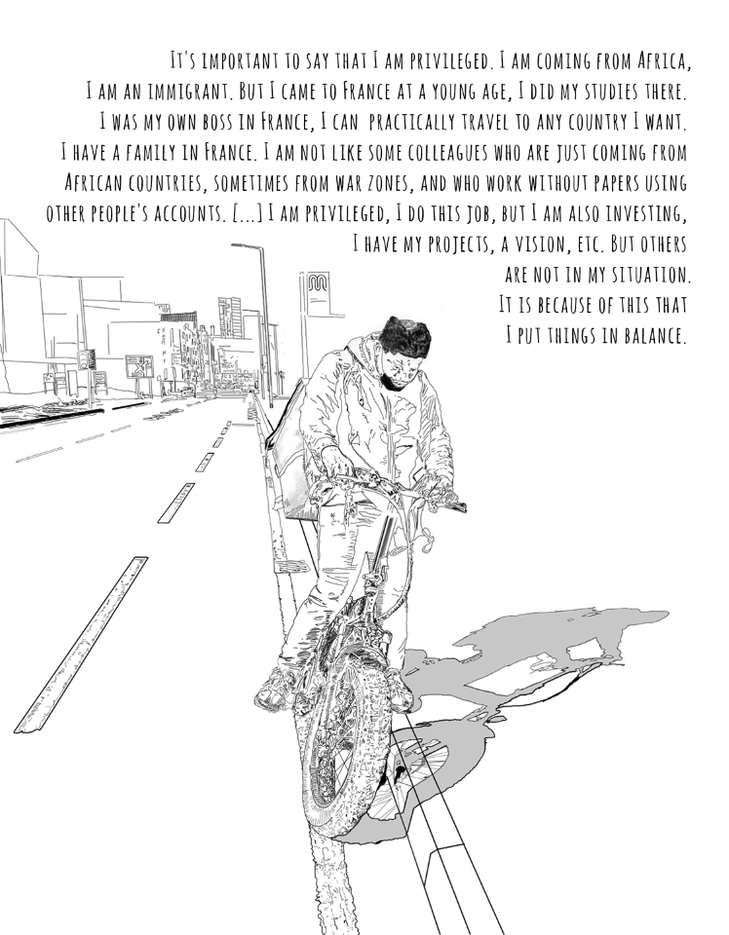 It's important to say that I am privileged. I am coming from Africa,
I am an immigrant. But I came to France at a young age, I did my studies there.
I was my own boss in France, I can practically travel to any country I want.
I have a family in France. I am not like some colleagues who are just coming from
African countries, sometimes from war zones, and who work without papers using
other people's accounts. [...] I am privileged, I do this job, but I am also investing,
I have my projects, a vision, etc. But others
are not in my situation.
It is because of this that
I put things in balance.